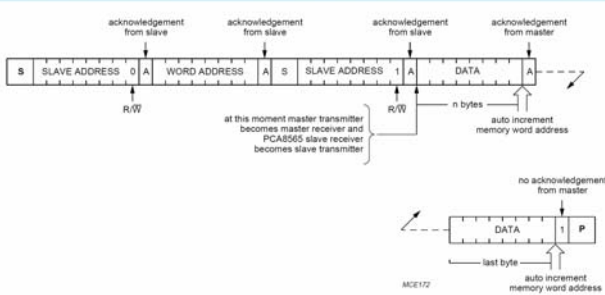 acknowledgement from slave
acknowledgement from slave
acknowledgement from slave
acknowledgement from master
S SLAVE ADDRESS 0 A WORD ADDRESS A S SLAVE ADDRESS 1 A DATA A
R/W̅
R/W̅
n bytes
at this moment master transmitter
becomes master receiver and
PCA8565 slave receiver
becomes slave transmitter
auto increment
memory word address
no acknowledgement
from master
DATA 1 P
last byte
auto increment
memory word address
MCE172